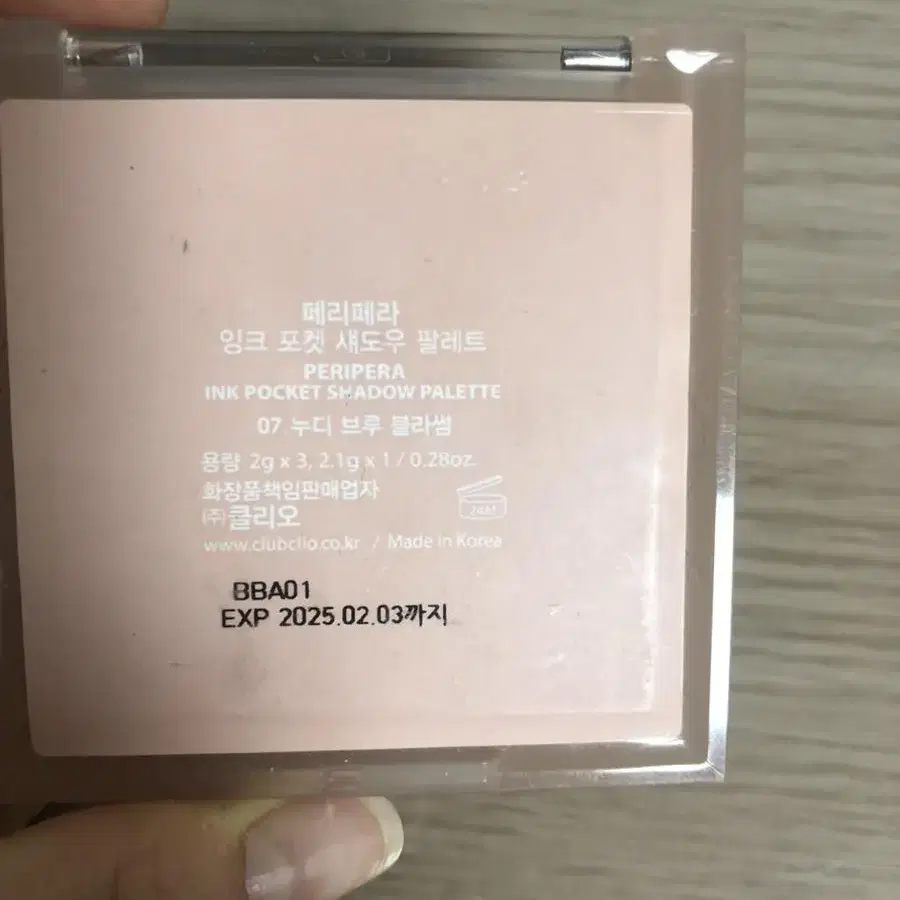 페리페라
잉크 포켓 섀도우 팔레트
PERIPERA
INK POCKET SHADOW PALETTE
07 누디 브루 블라썸
용량 2g x 3, 2.1g x 1 / 0.28oz.
화장품책임판매업자
(주)클리오
24M
www.clubclio.co.kr / Made in Korea
BBA01
EXP 2025.02.03까지